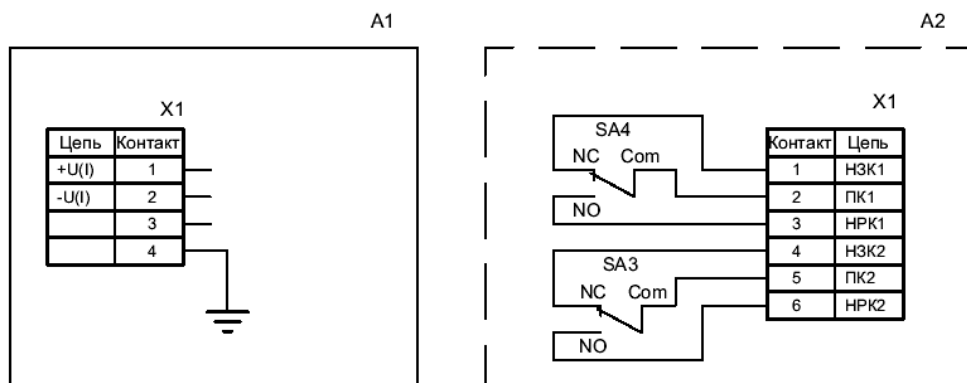 A1
X1
Цепь Контакт
+U(I) 1
-U(I) 2
3
4
A2
X1
Контакт Цепь
1 НЗК1
2 ПК1
3 НРК1
4 НЗК2
5 ПК2
6 НРК2
SA4
NC Com
NO
SA3
NC Com
NO